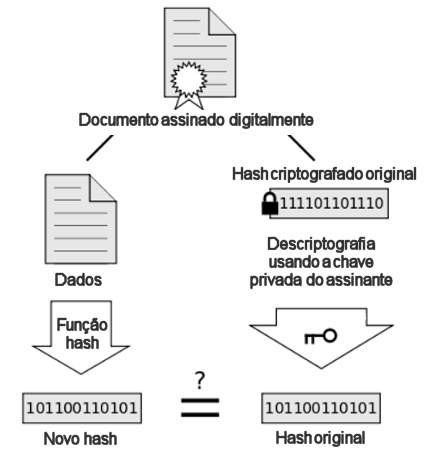 Documento assinado digitalmente
Hash criptografado original
111101101110
Descriptografia
usando a chave
privada do assinante
Dados
Função
hash
?
101100110101
101100110101
Novo hash
Hash original